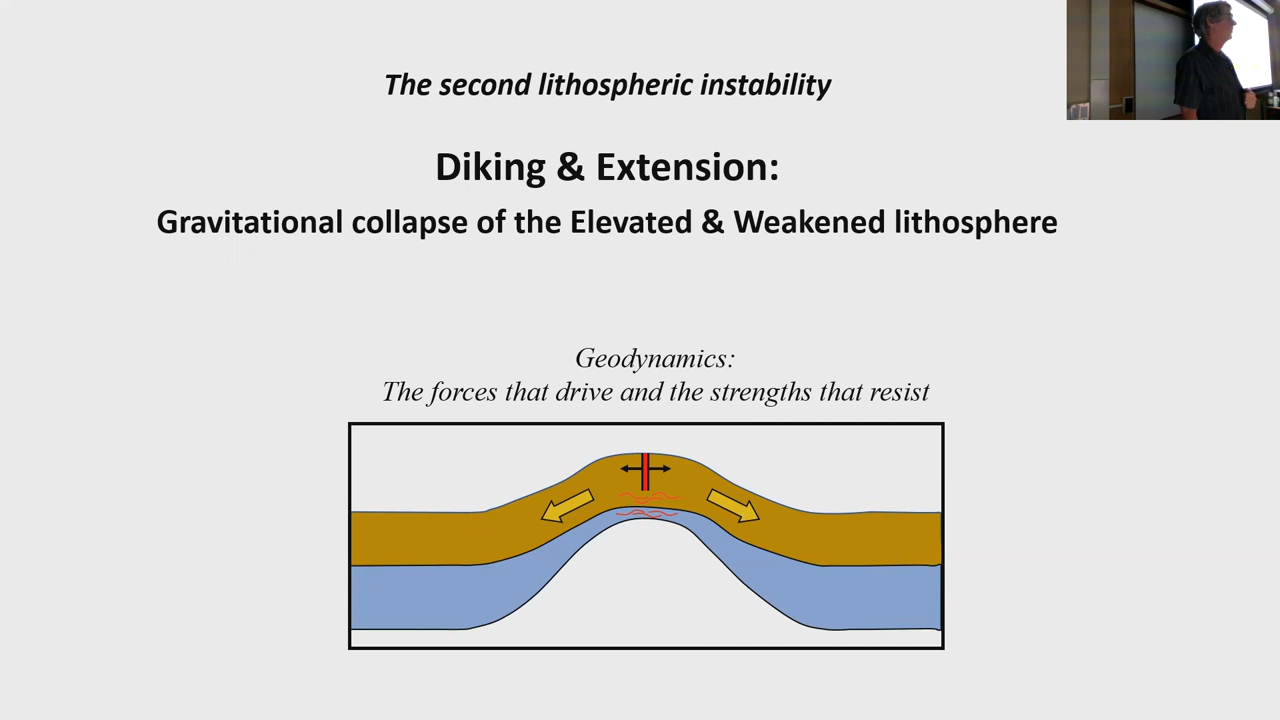 The second lithospheric instability
Diking & Extension:
Gravitational collapse of the Elevated & Weakened lithosphere
Geodynamics:
The forces that drive and the strengths that resist